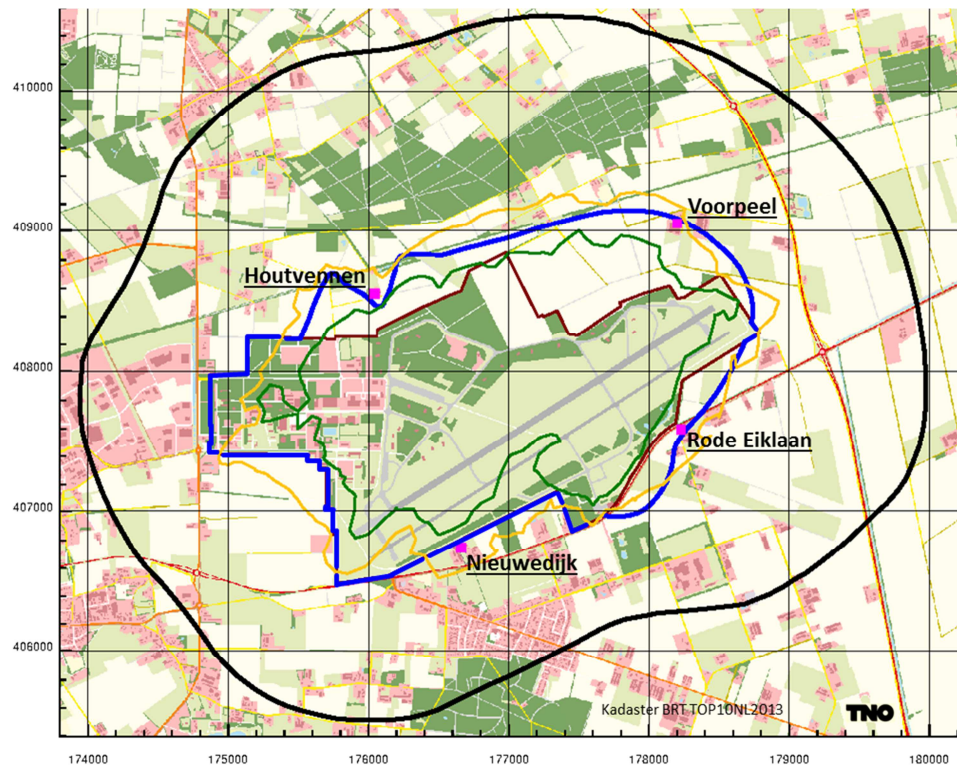 410000
409000
408000
407000
406000
Voorpeel
Houtvennen
Rode Eiklaan
Nieuwedijk
Kadaster BRT TOP10NL2013
TNO
174000 175000 176000 177000 178000 179000 180000